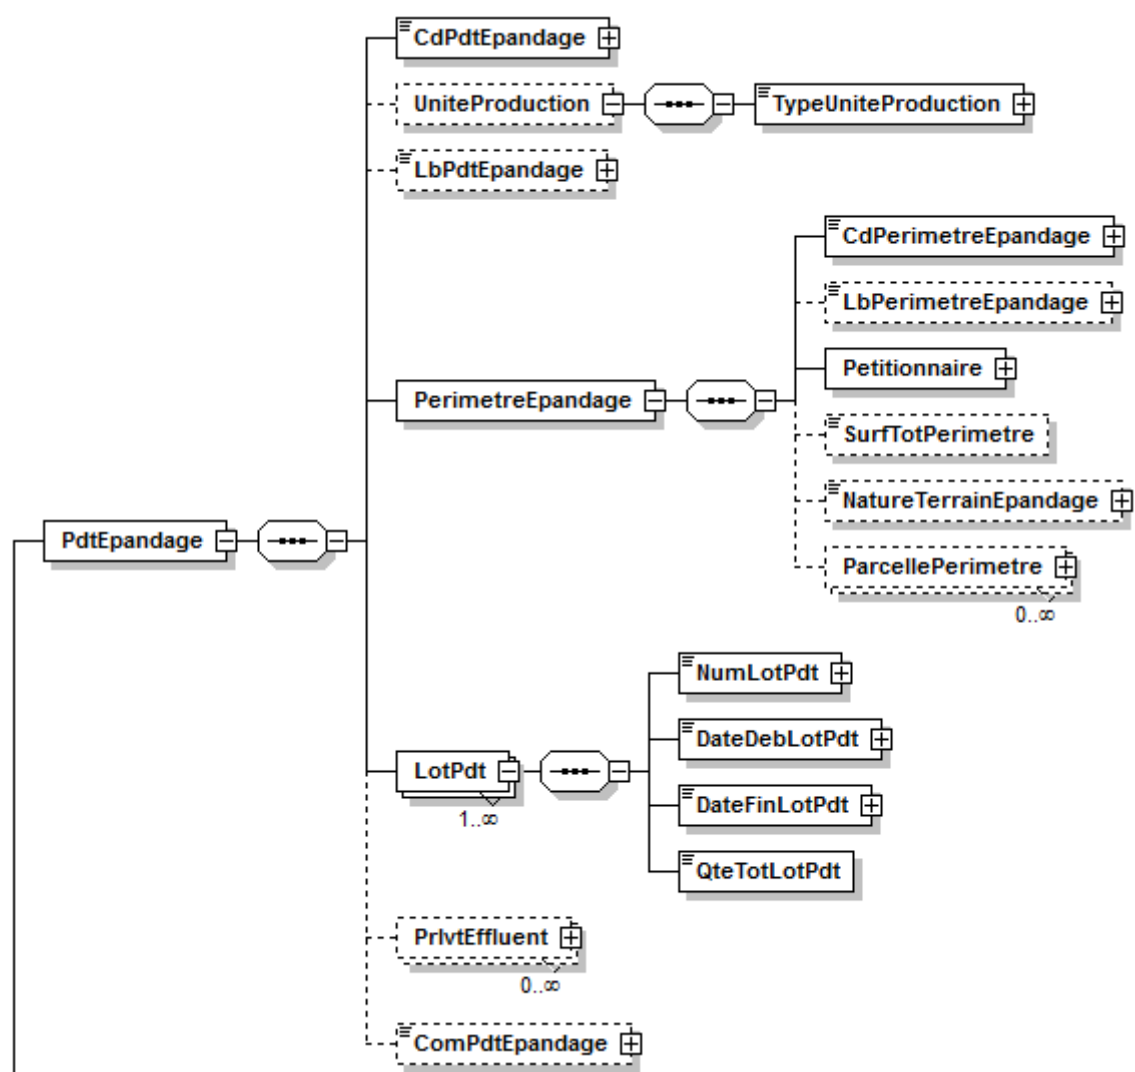 CdPdtEpandage
UniteProduction
TypeUniteProduction
LbPdtEpandage
CdPerimetreEpandage
LbPerimetreEpandage
Petitionnaire
PerimetreEpandage
SurfTotPerimetre
NatureTerrainEpandage
PdtEpandage
ParcellePerimetre
0..∞
NumLotPdt
DateDebLotPdt
LotPdt
1..∞
DateFinLotPdt
QteTotLotPdt
PrlvtEffluent
0..∞
ComPdtEpandage